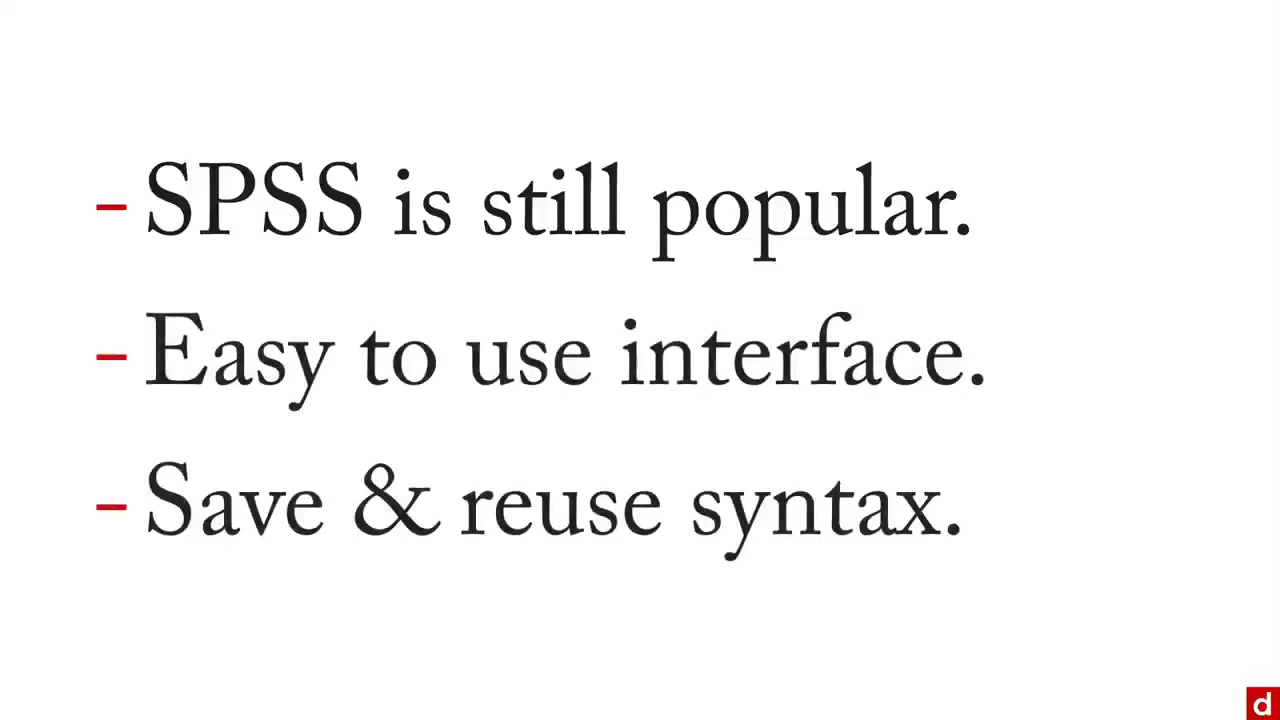 - SPSS is still popular.
- Easy to use interface.
- Save & reuse syntax.
d